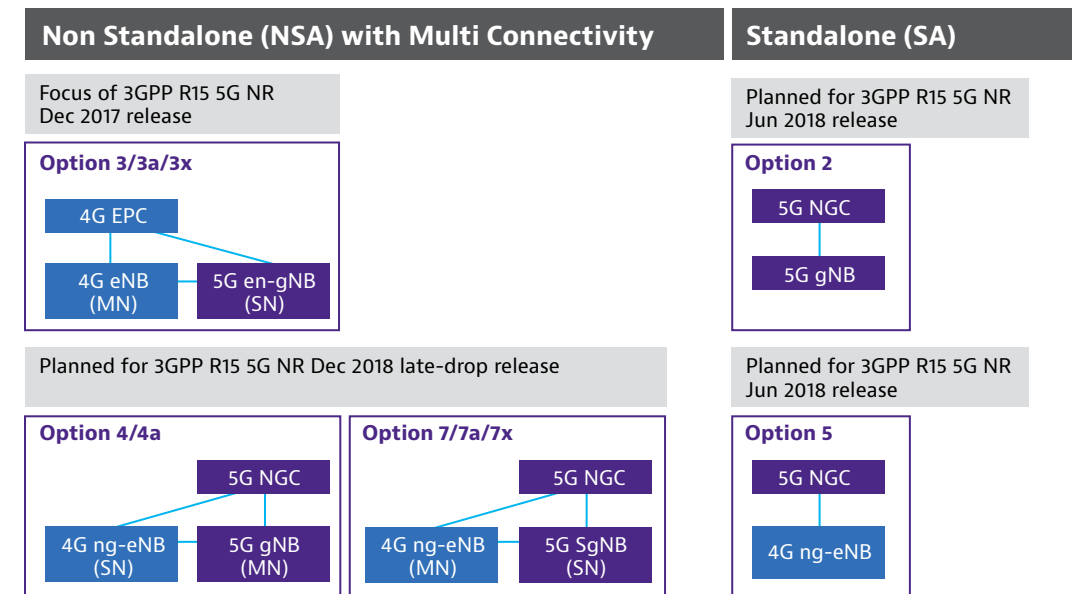 Non Standalone (NSA) with Multi Connectivity
Standalone (SA)
Focus of 3GPP R15 5G NR
Dec 2017 release
Planned for 3GPP R15 5G NR
Jun 2018 release
Option 3/3a/3x
4G EPC
4G eNB
(MN)
5G en-gNB
(SN)
Option 2
5G NGC
5G gNB
Planned for 3GPP R15 5G NR Dec 2018 late-drop release
Planned for 3GPP R15 5G NR
Jun 2018 release
Option 4/4a
5G NGC
4G ng-eNB
(SN)
5G gNB
(MN)
Option 7/7a/7x
5G NGC
4G ng-eNB
(MN)
5G SgNB
(SN)
Option 5
5G NGC
4G ng-eNB